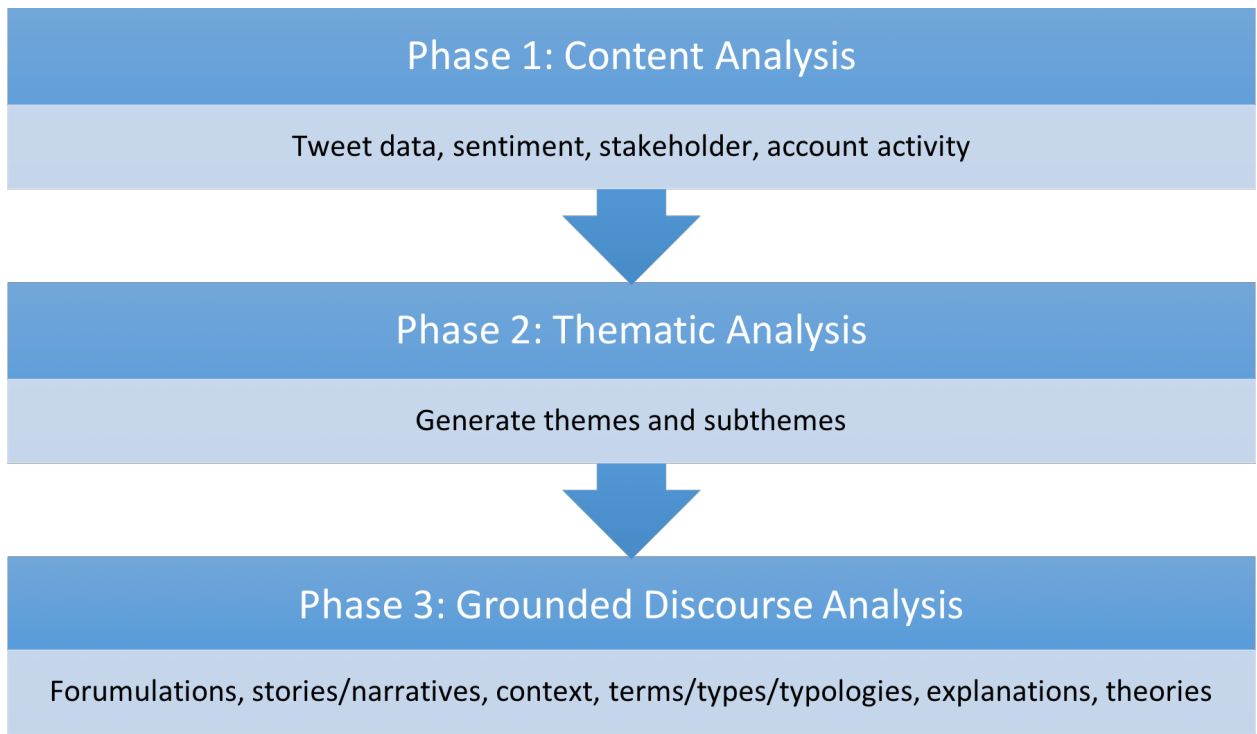 Phase 1: Content Analysis
Tweet data, sentiment, stakeholder, account activity
Phase 2: Thematic Analysis
Generate themes and subthemes
Phase 3: Grounded Discourse Analysis
Forumulations, stories/narratives, context, terms/types/typologies, explanations, theories